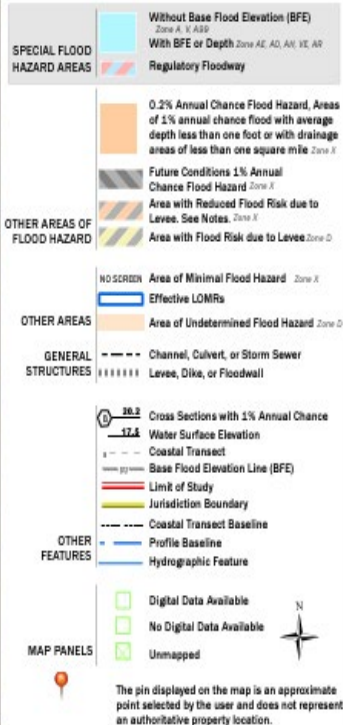 SPECIAL FLOOD
HAZARD AREAS
Without Base Flood Elevation (BFE)
Zone A, V, A99
With BFE or Depth Zone AE, AO, AH, VE, AR
Regulatory Floodway
0.2% Annual Chance Flood Hazard, Areas
of 1% annual chance flood with average
depth less than one foot or with drainage
areas of less than one square mile Zone X
Future Conditions 1% Annual
Chance Flood Hazard Zone X
Area with Reduced Flood Risk due to
Levee. See Notes. Zone X
OTHER AREAS OF
FLOOD HAZARD
Area with Flood Risk due to Levee Zone D
NO SCREEN Area of Minimal Flood Hazard Zone X
Effective LOMRs
OTHER AREAS
Area of Undetermined Flood Hazard Zone D
GENERAL
STRUCTURES
Channel, Culvert, or Storm Sewer
Levee, Dike, or Floodwall
20.2 Cross Sections with 1% Annual Chance
17.5 Water Surface Elevation
Coastal Transect
Base Flood Elevation Line (BFE)
Limit of Study
Jurisdiction Boundary
Coastal Transect Baseline
OTHER
FEATURES
Profile Baseline
Hydrographic Feature
Digital Data Available
No Digital Data Available
N
MAP PANELS
Unmapped
The pin displayed on the map is an approximate
point selected by the user and does not represent
an authoritative property location.